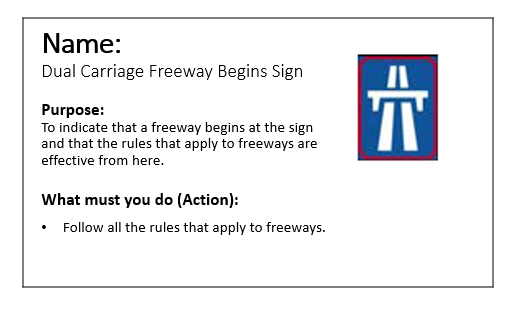 Name:
Dual Carriage Freeway Begins Sign
Purpose:
To indicate that a freeway begins at the sign
and that the rules that apply to freeways are
effective from here.
What must you do (Action):
• Follow all the rules that apply to freeways.